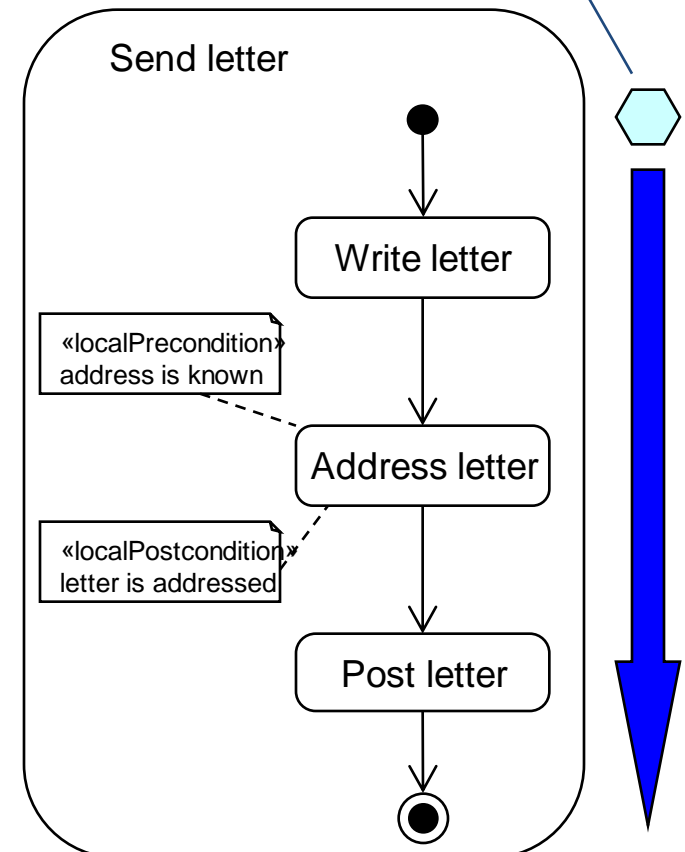 Send letter
Write letter
«localPrecondition»
address is known
Address letter
«localPostcondition»
letter is addressed
Post letter